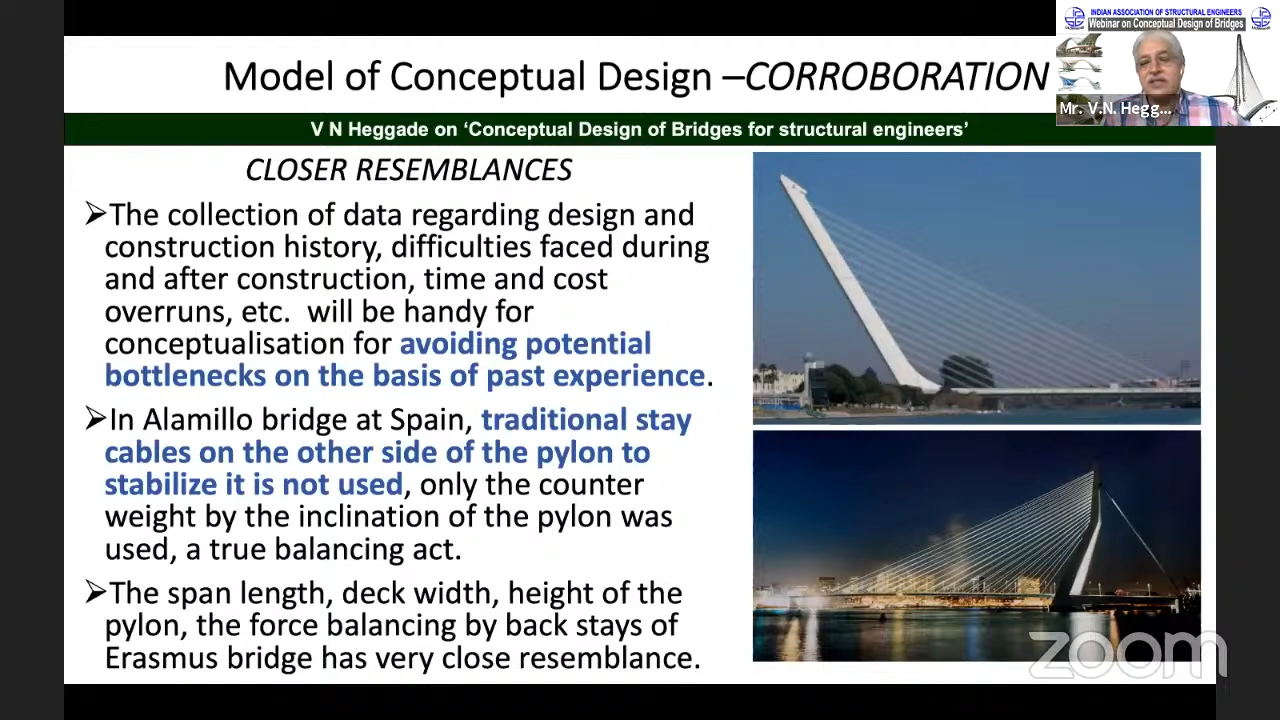 INDIAN ASSOCIATION OF STRUCTURAL ENGINEERS
Webinar on Conceptual Design of Bridges
Mr. V.N. Hegg...
Model of Conceptual Design –CORROBORATION
V N Heggade on ‘Conceptual Design of Bridges for structural engineers’
CLOSER RESEMBLANCES
➢The collection of data regarding design and
construction history, difficulties faced during
and after construction, time and cost
overruns, etc. will be handy for
conceptualisation for avoiding potential
bottlenecks on the basis of past experience.
➢In Alamillo bridge at Spain, traditional stay
cables on the other side of the pylon to
stabilize it is not used, only the counter
weight by the inclination of the pylon was
used, a true balancing act.
➢The span length, deck width, height of the
pylon, the force balancing by back stays of
Erasmus bridge has very close resemblance.
zoom